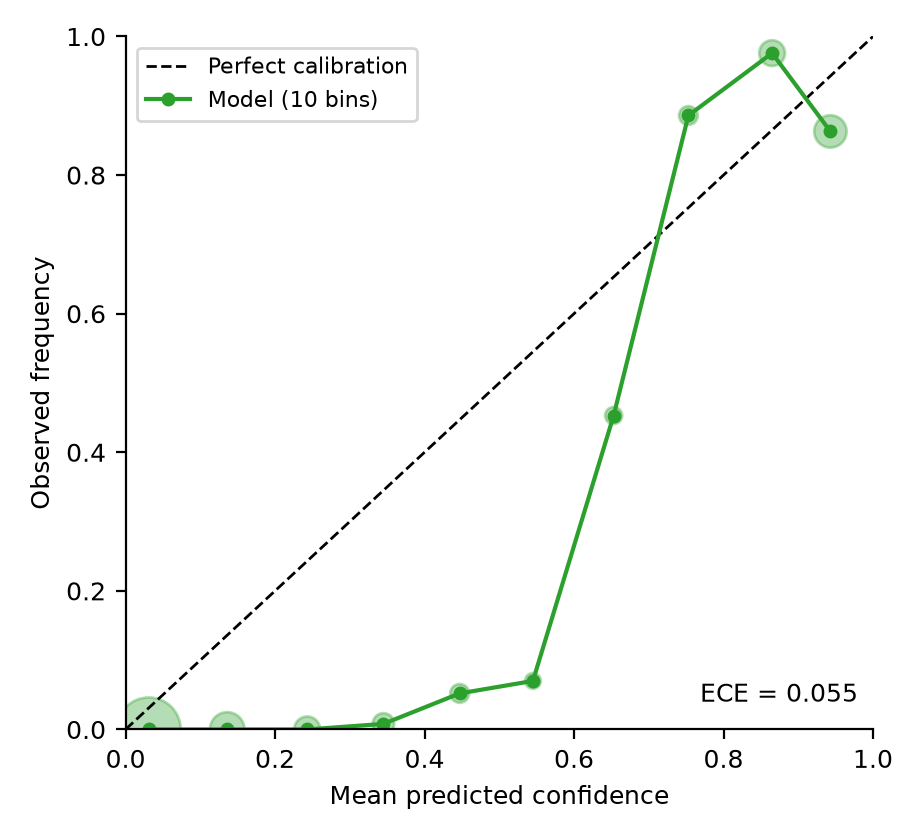 Perfect calibration
Model (10 bins)
1.0
0.8
0.6
0.4
0.2
0.0
Observed frequency
ECE = 0.055
0.0 0.2 0.4 0.6 0.8 1.0
Mean predicted confidence